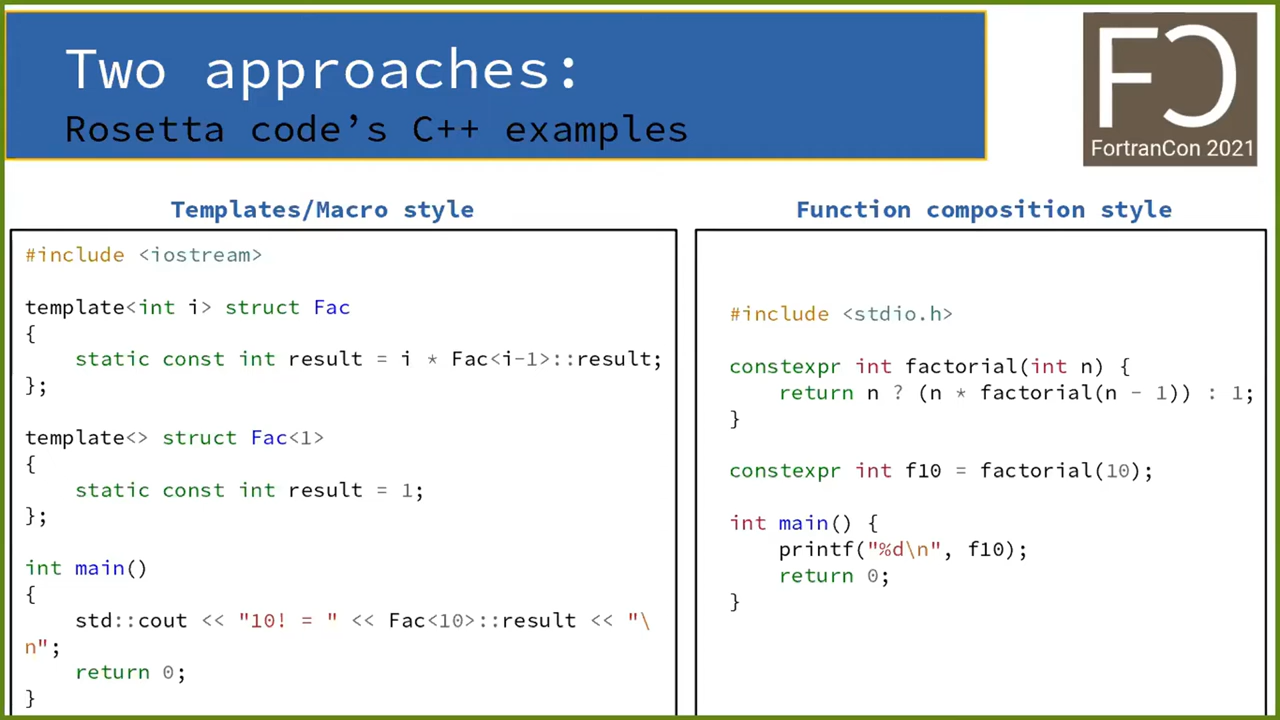 Two approaches:
Rosetta code’s C++ examples
FC
FortranCon 2021
Templates/Macro style
#include <iostream>
template<int i> struct Fac
{
    static const int result = i * Fac<i-1>::result;
};
template<> struct Fac<1>
{
    static const int result = 1;
};
int main()
{
    std::cout << "10! = " << Fac<10>::result << "\
n";
    return 0;
}
Function composition style
#include <stdio.h>
constexpr int factorial(int n) {
    return n ? (n * factorial(n - 1)) : 1;
}
constexpr int f10 = factorial(10);
int main() {
    printf("%d\n", f10);
    return 0;
}